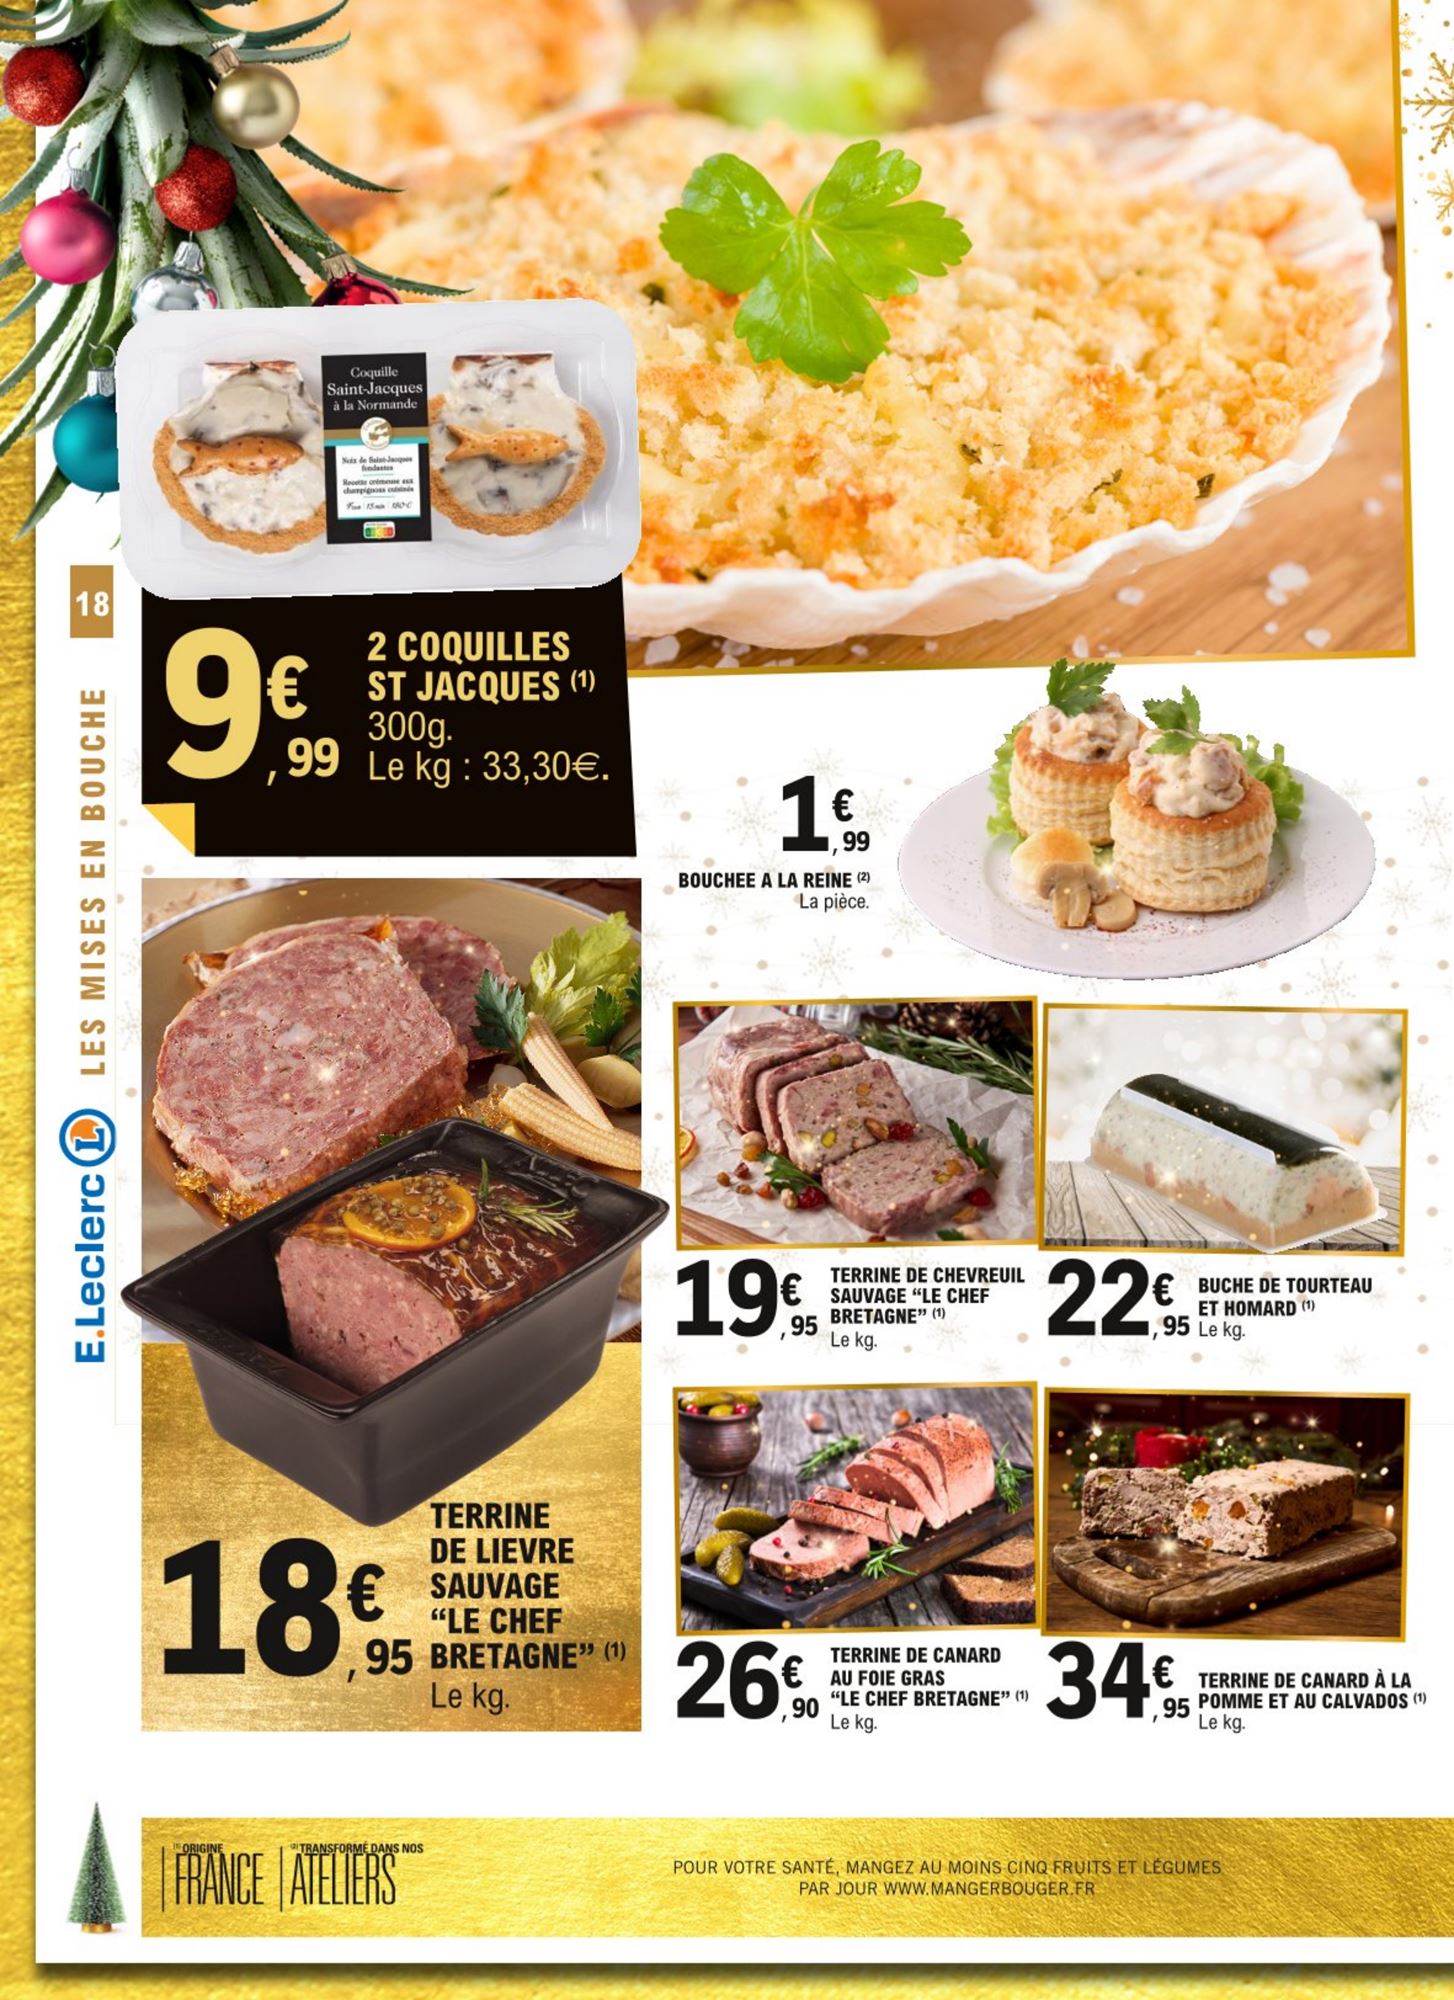 Coquille
Saint-Jacques
à la Normande
Noix de Saint-Jacques
fondantes
Recette crémeuse aux
champignons cuisinés
Four 15 min 180°C
18
LES MISES EN BOUCHE
E.Leclerc L
9€,99
2 COQUILLES
ST JACQUES (1)
300g.
Le kg : 33,30€.
1€,99
BOUCHEE A LA REINE (2)
La pièce.
19€,95
TERRINE DE CHEVREUIL
SAUVAGE “LE CHEF
BRETAGNE” (1)
Le kg.
22€,95
BUCHE DE TOURTEAU
ET HOMARD (1)
Le kg.
18€,95
TERRINE
DE LIEVRE
SAUVAGE
“LE CHEF
BRETAGNE” (1)
Le kg.
26€,90
TERRINE DE CANARD
AU FOIE GRAS
“LE CHEF BRETAGNE” (1)
Le kg.
34€,95
TERRINE DE CANARD À LA
POMME ET AU CALVADOS (1)
Le kg.
(1) ORIGINE
FRANCE
(2) TRANSFORMÉ DANS NOS
ATELIERS
POUR VOTRE SANTÉ, MANGEZ AU MOINS CINQ FRUITS ET LÉGUMES
PAR JOUR WWW.MANGERBOUGER.FR